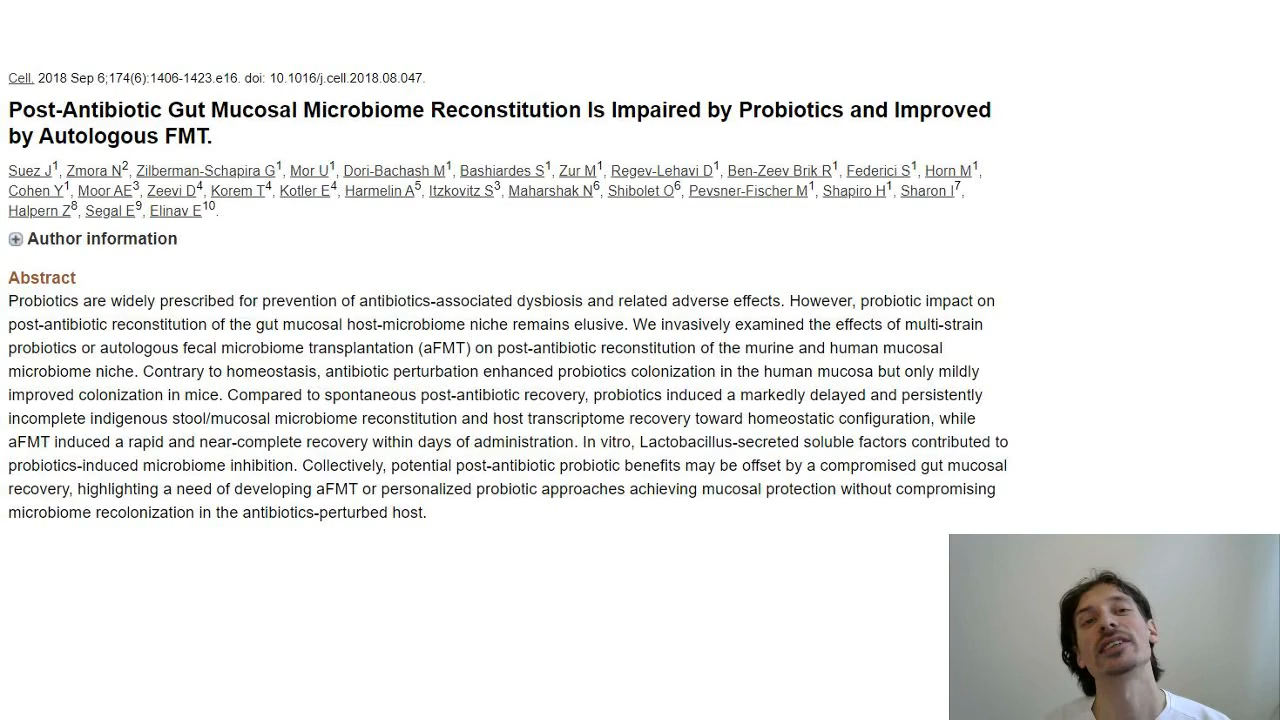 Cell. 2018 Sep 6;174(6):1406-1423.e16. doi: 10.1016/j.cell.2018.08.047.
Post-Antibiotic Gut Mucosal Microbiome Reconstitution Is Impaired by Probiotics and Improved
by Autologous FMT.
Suez J1, Zmora N2, Zilberman-Schapira G1, Mor U1, Dori-Bachash M1, Bashiardes S1, Zur M1, Regev-Lehavi D1, Ben-Zeev Brik R1, Federici S1, Horn M1,
Cohen Y1, Moor AE3, Zeevi D4, Korem T4, Kotler E4, Harmelin A5, Itzkovitz S3, Maharshak N6, Shibolet O6, Pevsner-Fischer M1, Shapiro H1, Sharon I7,
Halpern Z8, Segal E9, Elinav E10.
Author information
Abstract
Probiotics are widely prescribed for prevention of antibiotics-associated dysbiosis and related adverse effects. However, probiotic impact on
post-antibiotic reconstitution of the gut mucosal host-microbiome niche remains elusive. We invasively examined the effects of multi-strain
probiotics or autologous fecal microbiome transplantation (aFMT) on post-antibiotic reconstitution of the murine and human mucosal
microbiome niche. Contrary to homeostasis, antibiotic perturbation enhanced probiotics colonization in the human mucosa but only mildly
improved colonization in mice. Compared to spontaneous post-antibiotic recovery, probiotics induced a markedly delayed and persistently
incomplete indigenous stool/mucosal microbiome reconstitution and host transcriptome recovery toward homeostatic configuration, while
aFMT induced a rapid and near-complete recovery within days of administration. In vitro, Lactobacillus-secreted soluble factors contributed to
probiotics-induced microbiome inhibition. Collectively, potential post-antibiotic probiotic benefits may be offset by a compromised gut mucosal
recovery, highlighting a need of developing aFMT or personalized probiotic approaches achieving mucosal protection without compromising
microbiome recolonization in the antibiotics-perturbed host.